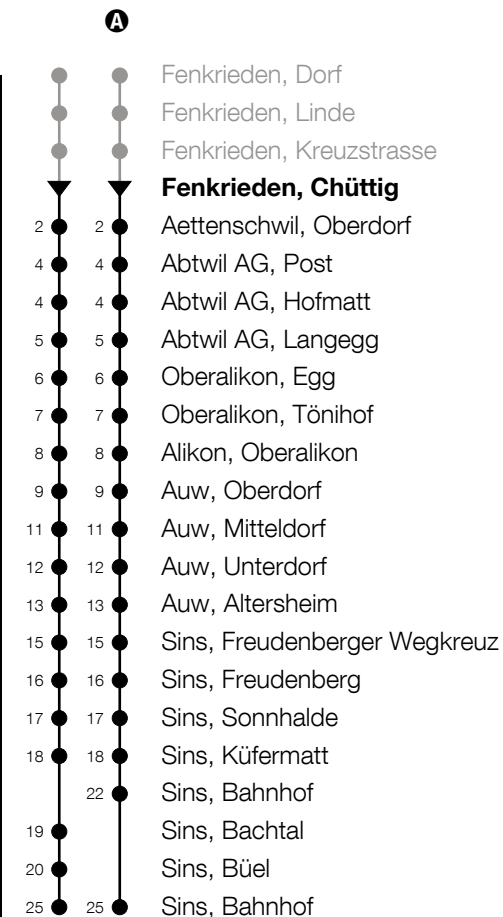 A
Fenkrieden, Dorf
Fenkrieden, Linde
Fenkrieden, Kreuzstrasse
Fenkrieden, Chüttig
2 2 Aettenschwil, Oberdorf
4 4 Abtwil AG, Post
4 4 Abtwil AG, Hofmatt
5 5 Abtwil AG, Langegg
6 6 Oberalikon, Egg
7 7 Oberalikon, Tönihof
8 8 Alikon, Oberalikon
9 9 Auw, Oberdorf
11 11 Auw, Mitteldorf
12 12 Auw, Unterdorf
13 13 Auw, Altersheim
15 15 Sins, Freudenberger Wegkreuz
16 16 Sins, Freudenberg
17 17 Sins, Sonnhalde
18 18 Sins, Küfermatt
22 Sins, Bahnhof
19 Sins, Bachtal
20 Sins, Büel
25 25 Sins, Bahnhof